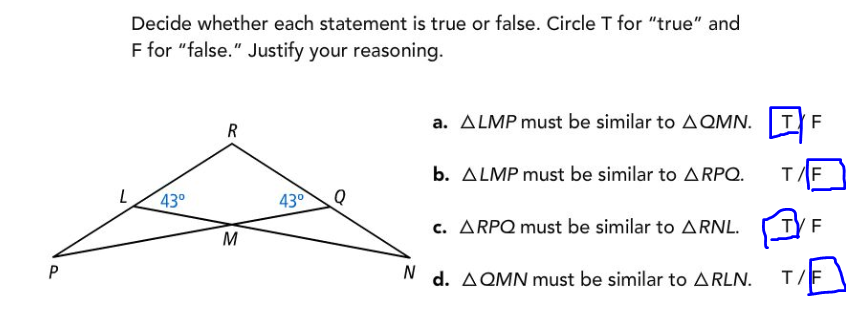 Decide whether each statement is true or false. Circle T for “true” and
F for “false.” Justify your reasoning.
a. △LMP must be similar to △QMN. T / F
R
b. △LMP must be similar to △RPQ. T / F
L 43° 43° Q
c. △RPQ must be similar to △RNL. T / F
M
P N
d. △QMN must be similar to △RLN. T / F